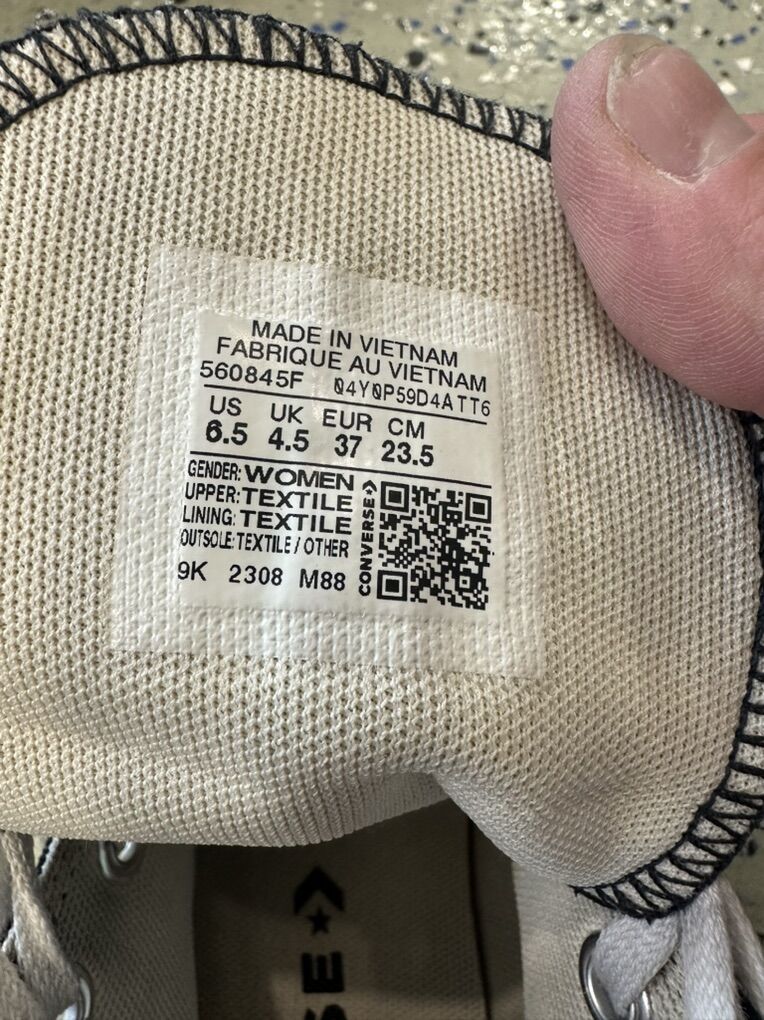 MADE IN VIETNAM
FABRIQUE AU VIETNAM
560845F 04Y0P59D4ATT6
US UK EUR CM
6.5 4.5 37 23.5
GENDER: WOMEN
UPPER: TEXTILE
LINING: TEXTILE
OUTSOLE: TEXTILE / OTHER
9K 2308 M88
CONVERSE
SE